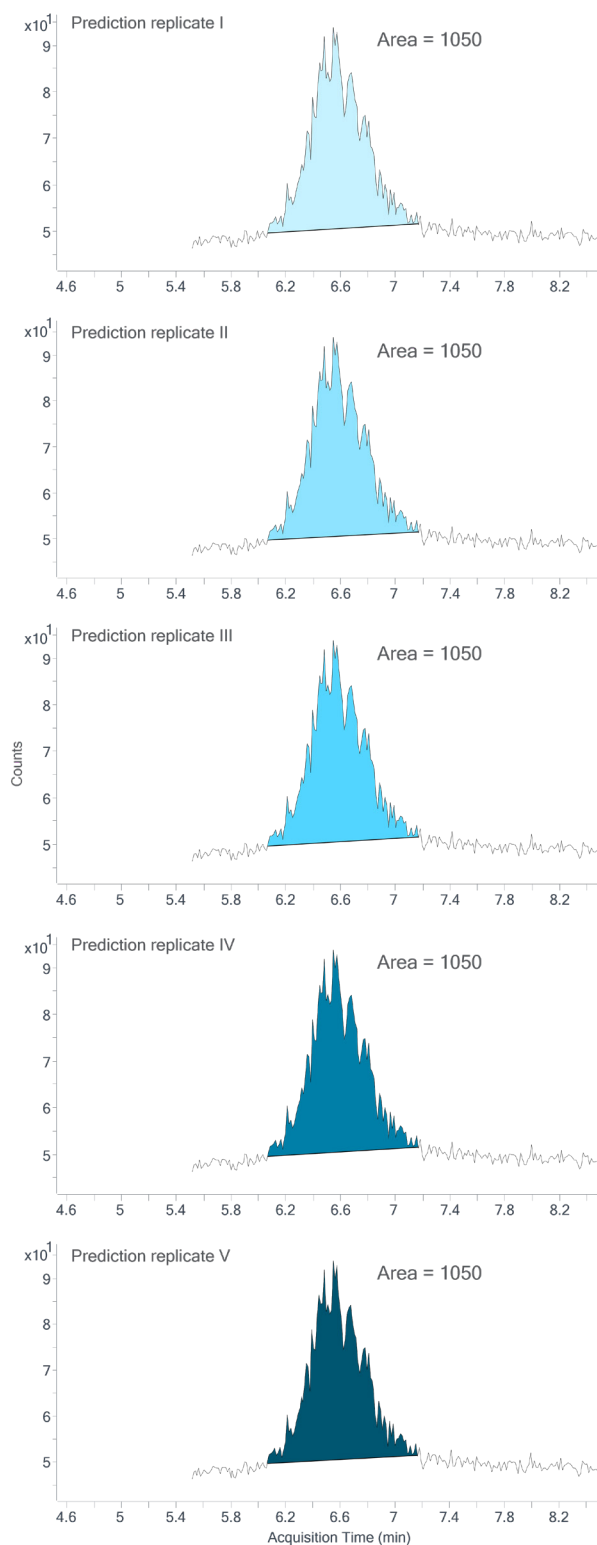 x10¹ Prediction replicate I
Area = 1050
9
8
7
6
5
4.6 5 5.4 5.8 6.2 6.6 7 7.4 7.8 8.2
x10¹ Prediction replicate II
Area = 1050
9
8
7
6
5
4.6 5 5.4 5.8 6.2 6.6 7 7.4 7.8 8.2
x10¹ Prediction replicate III
Area = 1050
9
8
7
6
5
4.6 5 5.4 5.8 6.2 6.6 7 7.4 7.8 8.2
Counts
x10¹ Prediction replicate IV
Area = 1050
9
8
7
6
5
4.6 5 5.4 5.8 6.2 6.6 7 7.4 7.8 8.2
x10¹ Prediction replicate V
Area = 1050
9
8
7
6
5
4.6 5 5.4 5.8 6.2 6.6 7 7.4 7.8 8.2
Acquisition Time (min)